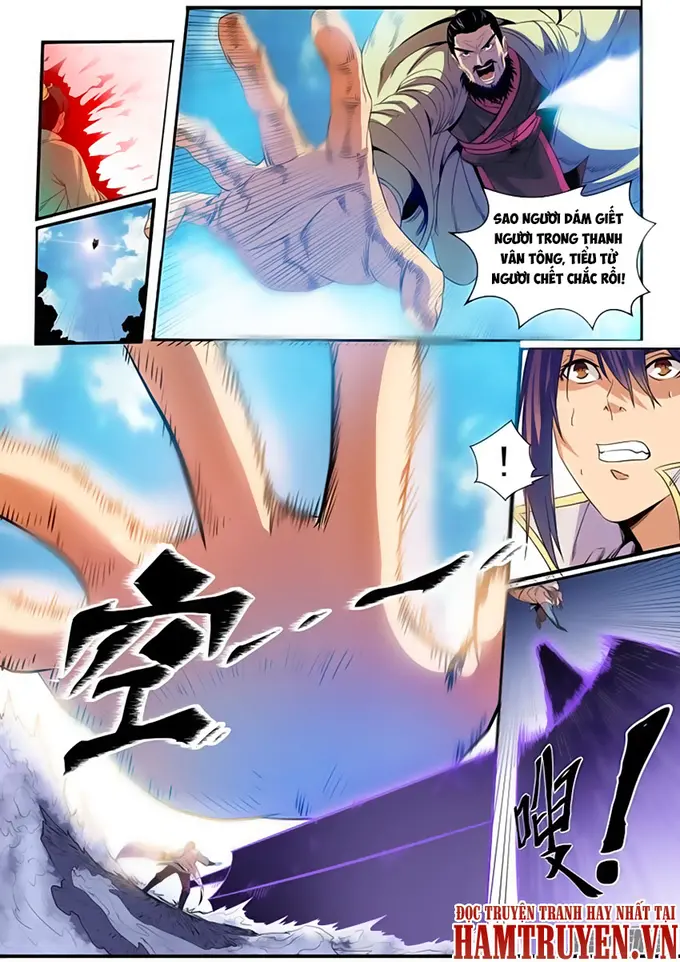 SAO NGƯƠI DÁM GIẾT
NGƯỜI TRONG THANH
VÂN TÔNG, TIỂU TỬ
NGƯƠI CHẾT CHẮC RỒI!
!
空
嗖！
ĐỌC TRUYỆN TRANH HAY NHẤT TẠI
HAMTRUYEN.VN